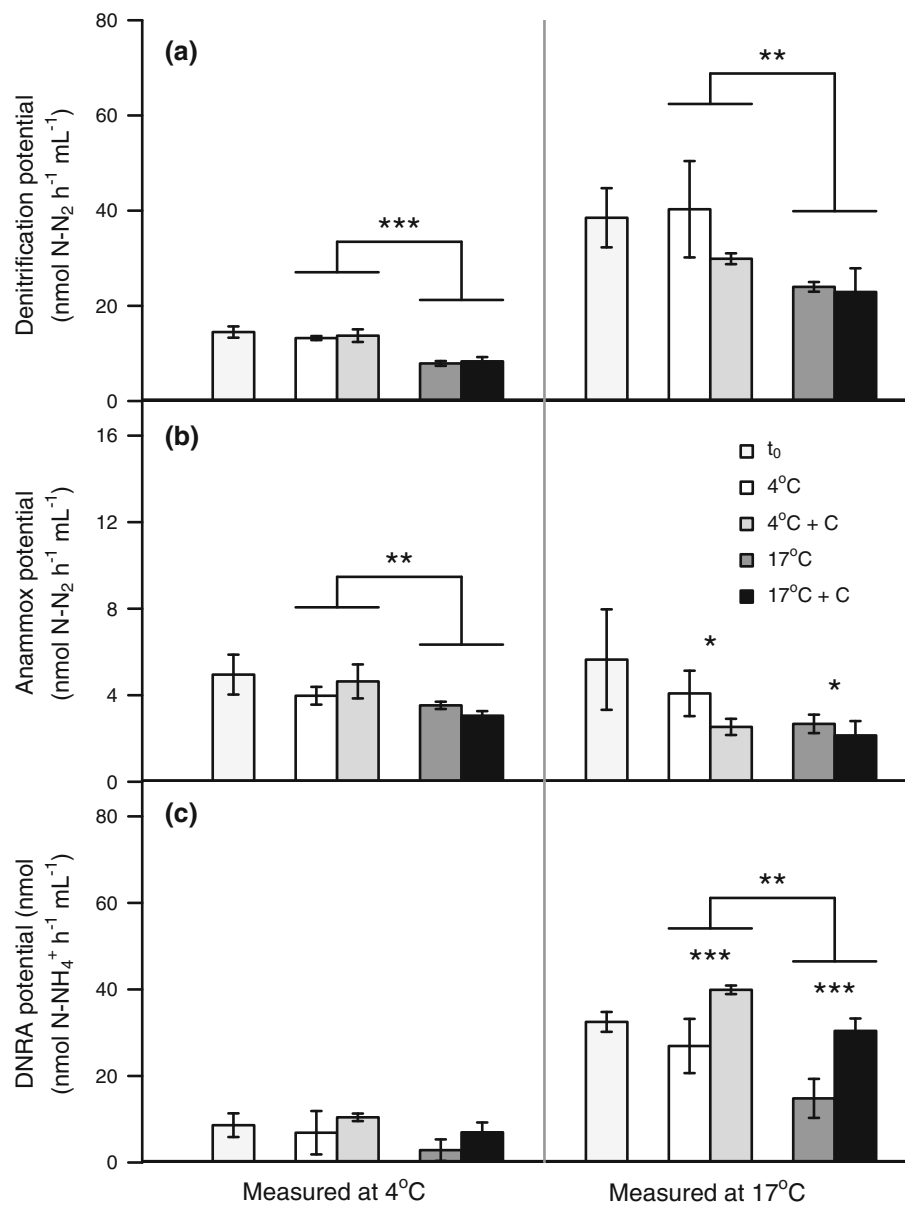 (a)
Denitrification potential
(nmol N-N₂ h⁻¹ mL⁻¹)
80
60
40
20
0
***
**
(b)
Anammox potential
(nmol N-N₂ h⁻¹ mL⁻¹)
16
12
8
4
0
**
*
*
t₀
4°C
4°C + C
17°C
17°C + C
(c)
DNRA potential (nmol
(nmol N-NH₄⁺ h⁻¹ mL⁻¹)
80
60
40
20
0
**
***
***
Measured at 4°C
Measured at 17°C